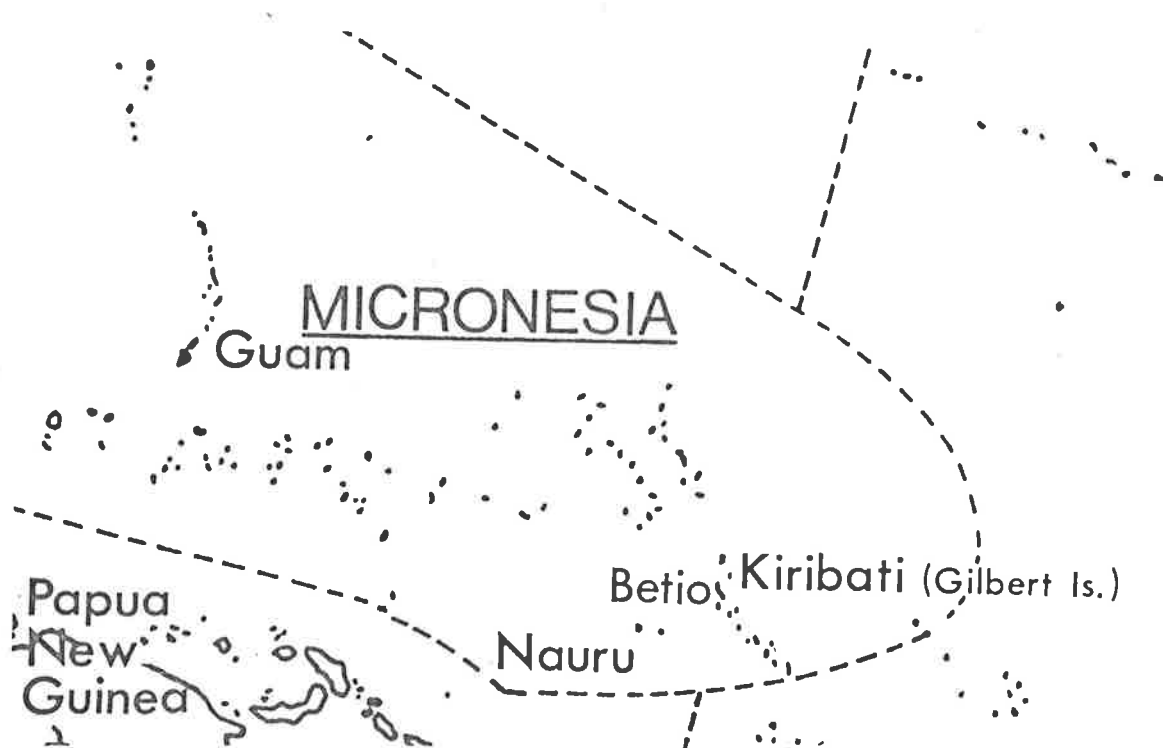 MICRONESIA
Guam
Betio
Kiribati (Gilbert Is.)
Papua
New
Guinea
Nauru